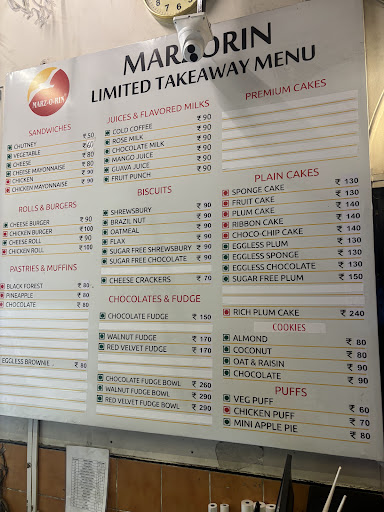 MARZ-O-RIN
MARZORIN
LIMITED TAKEAWAY MENU
SANDWICHES
CHUTNEY ₹ 50
VEGETABLE ₹ 60
CHEESE ₹ 80
CHEESE MAYONNAISE ₹ 80
CHICKEN ₹ 90
CHICKEN MAYONNAISE ₹ 90
ROLLS & BURGERS
CHEESE BURGER ₹ 90
CHICKEN BURGER ₹100
CHEESE ROLL ₹ 90
CHICKEN ROLL ₹100
PASTRIES & MUFFINS
BLACK FOREST ₹ 80
PINEAPPLE ₹ 80
CHOCOLATE ₹ 80
EGGLESS BROWNIE ₹ 80
JUICES & FLAVORED MILKS
COLD COFFEE ₹ 90
ROSE MILK ₹ 90
CHOCOLATE MILK ₹ 90
MANGO JUICE ₹ 90
GUAVA JUICE ₹ 90
FRUIT PUNCH ₹ 90
BISCUITS
SHREWSBURY ₹ 90
BRAZIL NUT ₹ 90
OATMEAL ₹ 90
FLAX ₹ 90
SUGAR FREE SHREWSBURY ₹ 90
SUGAR FREE CHOCOLATE ₹ 90
CHEESE CRACKERS ₹ 70
CHOCOLATES & FUDGE
CHOCOLATE FUDGE ₹ 150
WALNUT FUDGE ₹ 170
RED VELVET FUDGE ₹ 170
CHOCOLATE FUDGE BOWL ₹ 260
WALNUT FUDGE BOWL ₹ 290
RED VELVET FUDGE BOWL ₹ 290
PREMIUM CAKES
PLAIN CAKES
SPONGE CAKE ₹ 130
FRUIT CAKE ₹ 130
PLUM CAKE ₹ 140
RIBBON CAKE ₹ 140
CHOCO-CHIP CAKE ₹ 140
EGGLESS PLUM ₹ 130
EGGLESS SPONGE ₹ 130
EGGLESS CHOCOLATE ₹ 130
SUGAR FREE PLUM ₹ 150
RICH PLUM CAKE ₹ 240
COOKIES
ALMOND ₹ 80
COCONUT ₹ 80
OAT & RAISIN ₹ 90
CHOCOLATE ₹ 90
PUFFS
VEG PUFF ₹ 60
CHICKEN PUFF ₹ 70
MINI APPLE PIE ₹ 80